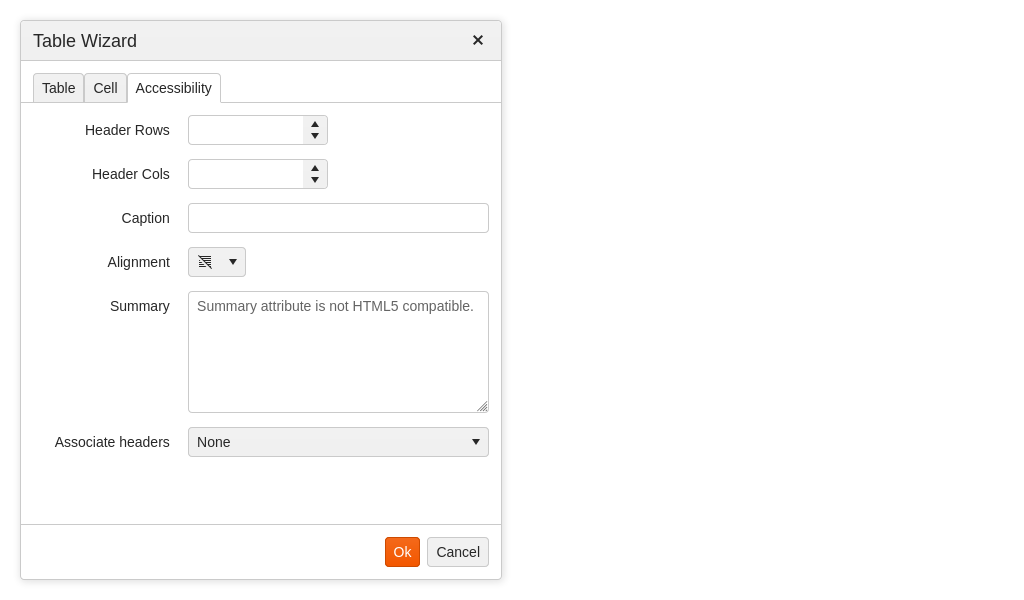 Table Wizard
Table Cell Accessibility
Header Rows
Header Cols
Caption
Alignment
Summary Summary attribute is not HTML5 compatible.
Associate headers None
Ok Cancel